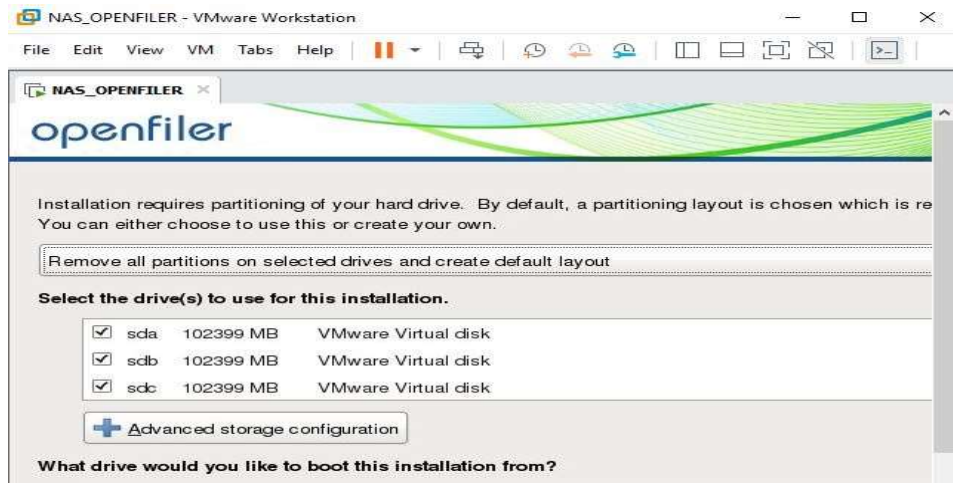 NAS_OPENFILER - VMware Workstation
File Edit View VM Tabs Help
NAS_OPENFILER
openfiler
Installation requires partitioning of your hard drive. By default, a partitioning layout is chosen which is re
You can either choose to use this or create your own.
Remove all partitions on selected drives and create default layout
Select the drive(s) to use for this installation.
sda 102399 MB VMware Virtual disk
sdb 102399 MB VMware Virtual disk
sdc 102399 MB VMware Virtual disk
Advanced storage configuration
What drive would you like to boot this installation from?